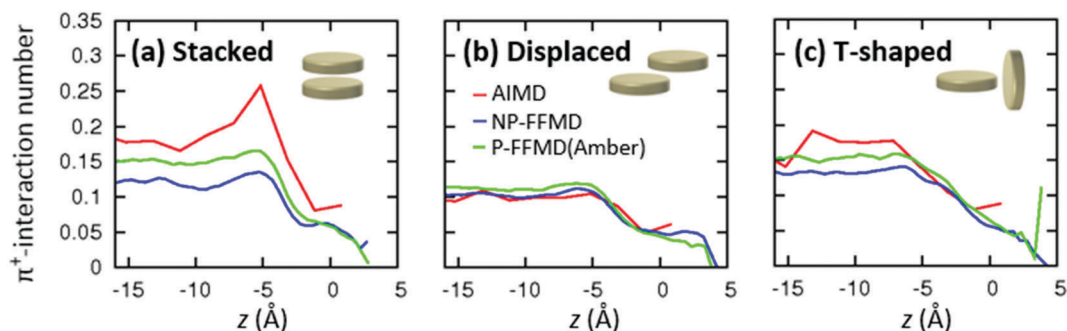 π⁺-interaction number
0.35
0.3
0.25
0.2
0.15
0.1
0.05
0
(a) Stacked
-15
-10
-5
0
5
z (Å)
(b) Displaced
AIMD
NP-FFMD
P-FFMD(Amber)
-15
-10
-5
0
5
z (Å)
(c) T-shaped
-15
-10
-5
0
5
z (Å)